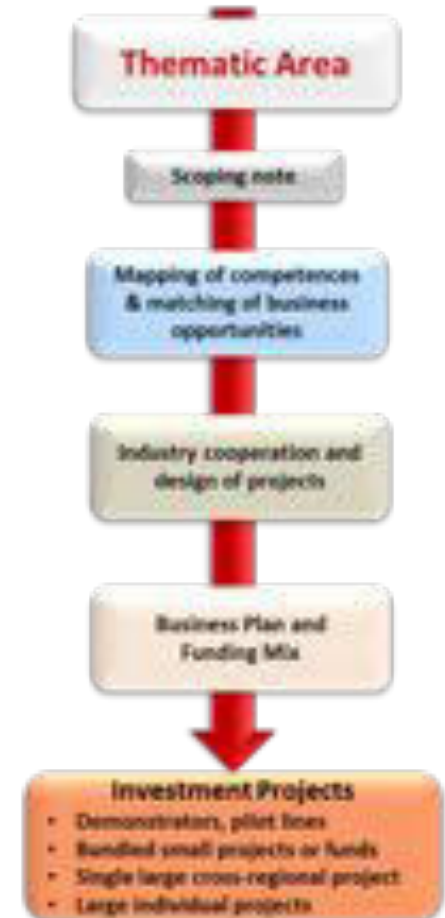 Thematic Area
Scoping note
Mapping of competences
& matching of business
opportunities
Industry cooperation and
design of projects
Business Plan and
Funding Mix
Investment Projects
• Demonstrators, pilot lines
• Bundled small projects or funds
• Single large cross-regional project
• Large individual projects